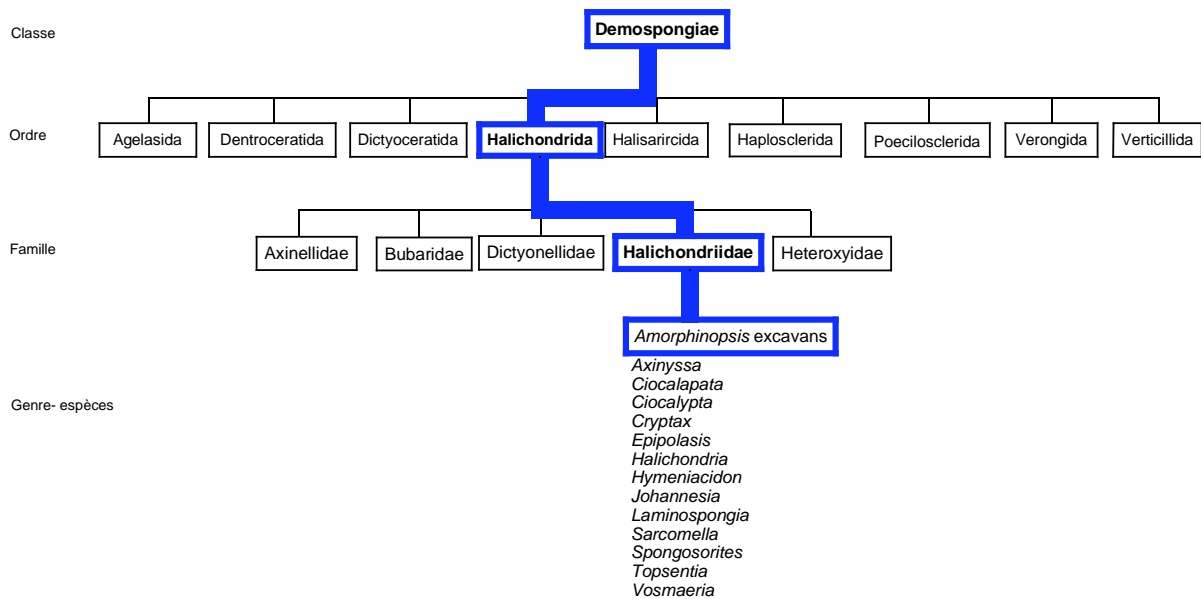 Classe
Demospongiae
Ordre
Agelasida
Dentroceratida
Dictyoceratida
Halichondrida
Halisarircida
Haplosclerida
Poecilosclerida
Verongida
Verticillida
Famille
Axinellidae
Bubaridae
Dictyonellidae
Halichondriidae
Heteroxyidae
Genre- espèces
Amorphinopsis excavans
Axinyssa
Ciocalapata
Ciocalypta
Cryptax
Epipolasis
Halichondria
Hymeniacidon
Johannesia
Laminospongia
Sarcomella
Spongosorites
Topsentia
Vosmaeria